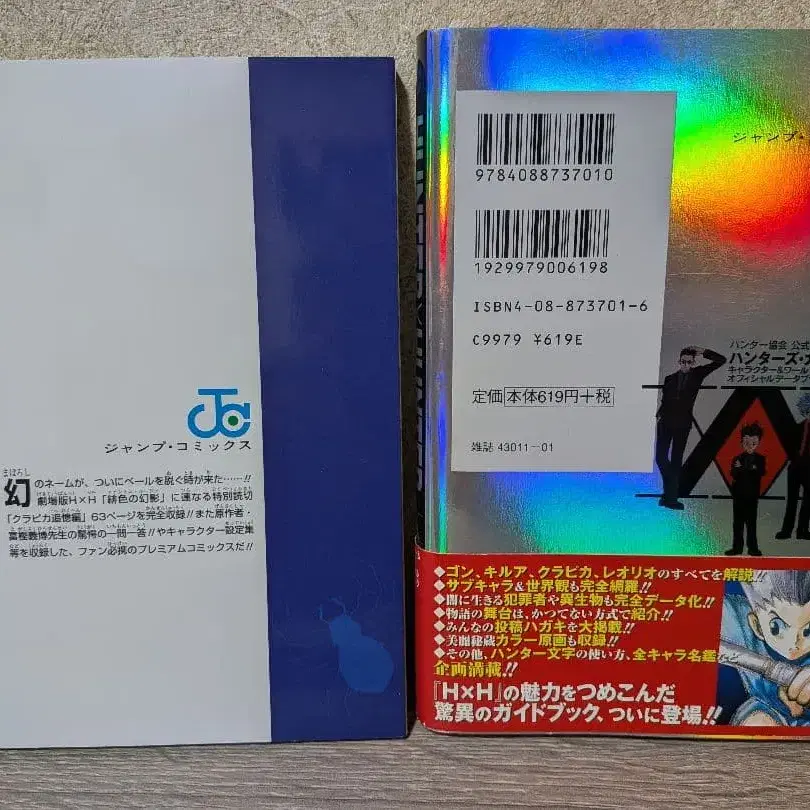 ジャンプ・コミックス
幻のネームが、ついにベールを脱ぐ時が来た……!!
劇場版H×H「緋色の幻影」に連なる特別読切
「クラピカ追憶編」63ページを完全収録!!また原作者・
冨樫義博先生の驚愕の一問一答!!やキャラクター設定集
等を収録した、ファン必携のプレミアムコミックスだ!!
HUNTER×HUNTER
ジャンプ・
9784088737010
1929979006198
ISBN4-08-873701-6
C9979 ¥619E
定価 本体619円+税
雑誌 43011-01
ハンター協会 公式
ハンターズ・
キャラクター&ワール
オフィシャルデータブ
◆ゴン、キルア、クラピカ、レオリオのすべてを解説!!
◆サブキャラ&世界観も完全網羅!!
◆闇に生きる犯罪者や異生物も完全データ化!!
◆物語の舞台は、かつてない方式で紹介!!
◆みんなの投稿ハガキを大掲載!!
◆美麗秘蔵カラー原画も収録!!
◆その他、ハンター文字の使い方、全キャラ名鑑など
企画満載!!
『H×H』の魅力をつめこんだ
驚異のガイドブック、ついに登場!!